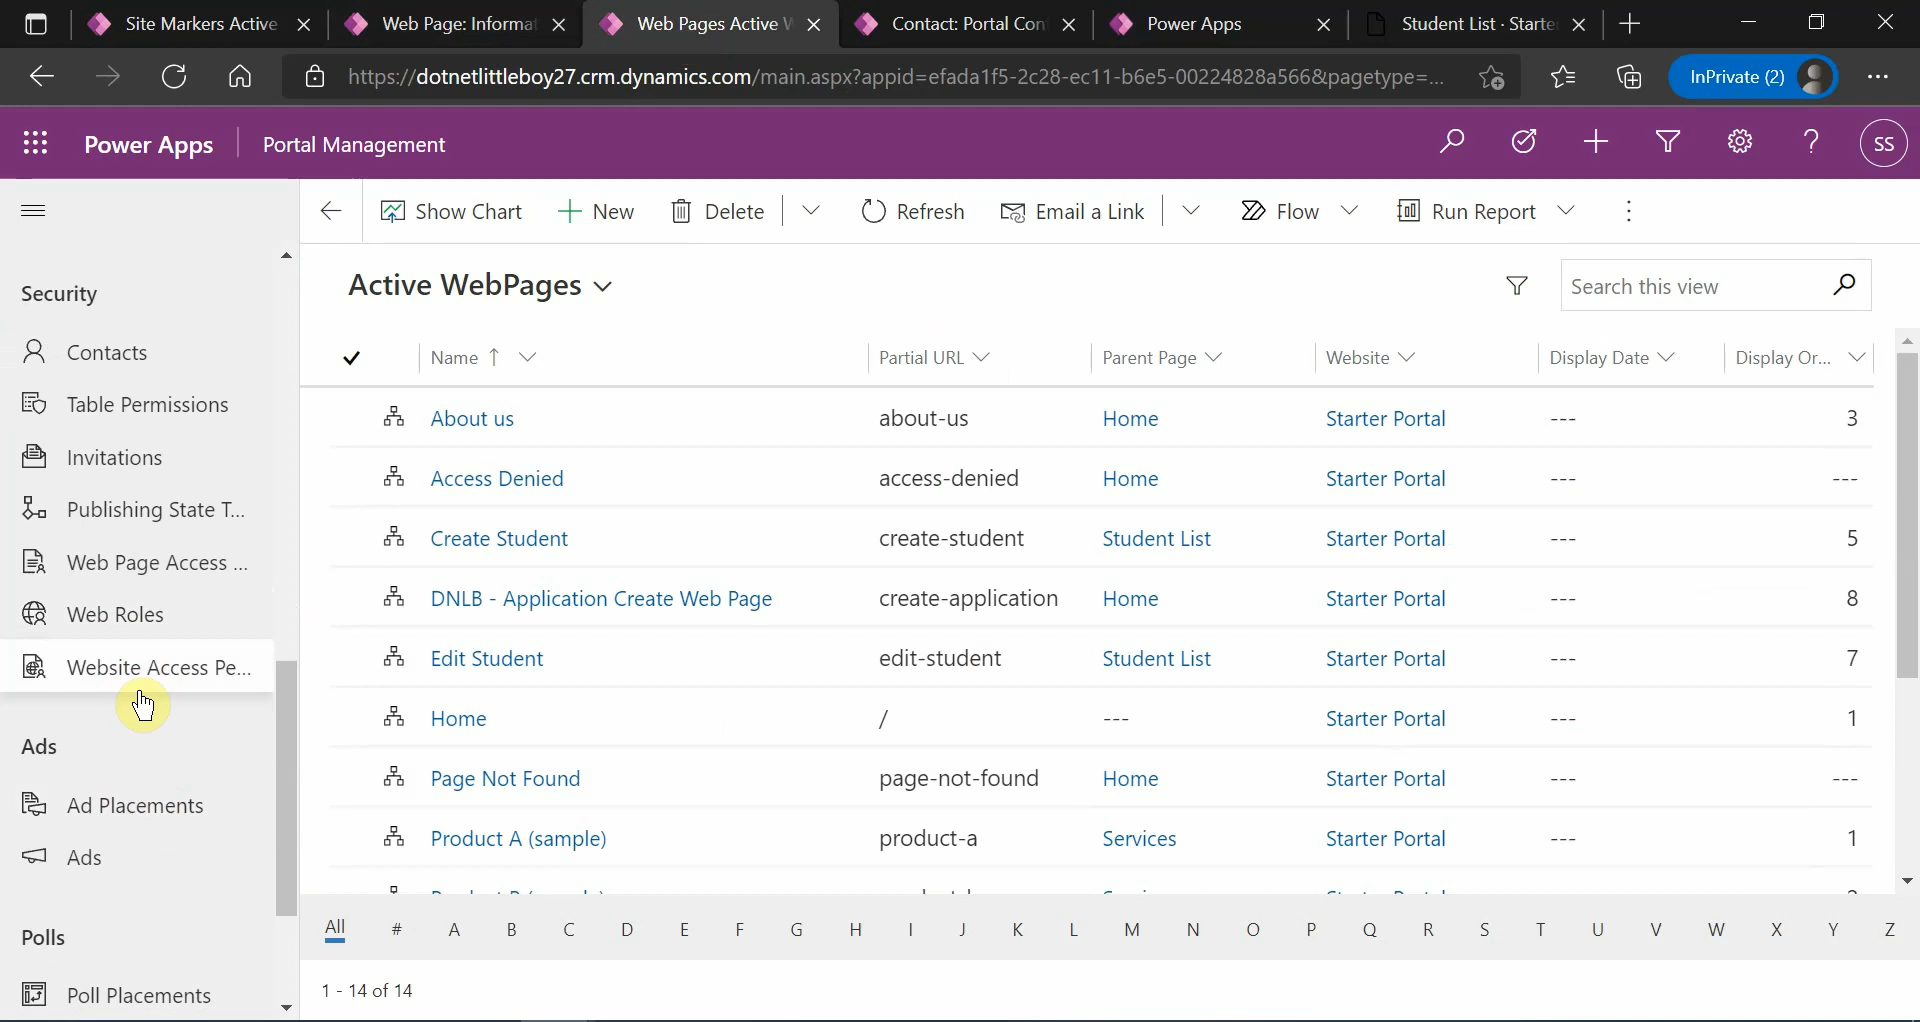 Site Markers Active
Web Page: Informat
Web Pages Active
Contact: Portal Con
Power Apps
Student List · Starte
https://dotnetlittleboy27.crm.dynamics.com/main.aspx?appid=efada1f5-2c28-ec11-b6e5-00224828a566&pagetype=...
InPrivate (2)
Power Apps
Portal Management
SS
Show Chart
New
Delete
Refresh
Email a Link
Flow
Run Report
Security
Contacts
Table Permissions
Invitations
Publishing State T...
Web Page Access ...
Web Roles
Website Access Pe...
Ads
Ad Placements
Ads
Polls
Poll Placements
Active WebPages
Search this view
Name Partial URL Parent Page Website Display Date Display Or...
About us about-us Home Starter Portal --- 3
Access Denied access-denied Home Starter Portal --- ---
Create Student create-student Student List Starter Portal --- 5
DNLB - Application Create Web Page create-application Home Starter Portal --- 8
Edit Student edit-student Student List Starter Portal --- 7
Home / --- Starter Portal --- 1
Page Not Found page-not-found Home Starter Portal --- ---
Product A (sample) product-a Services Starter Portal --- 1
All # A B C D E F G H I J K L M N O P Q R S T U V W X Y Z
1 - 14 of 14